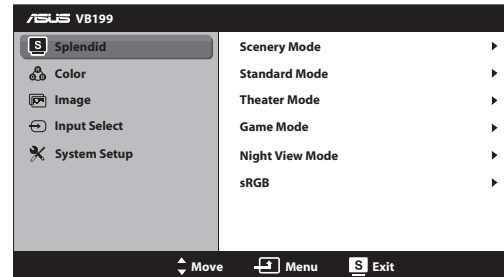 ASUS VB199
S Splendid
Color
Image
Input Select
System Setup
Scenery Mode
Standard Mode
Theater Mode
Game Mode
Night View Mode
sRGB
Move Menu S Exit